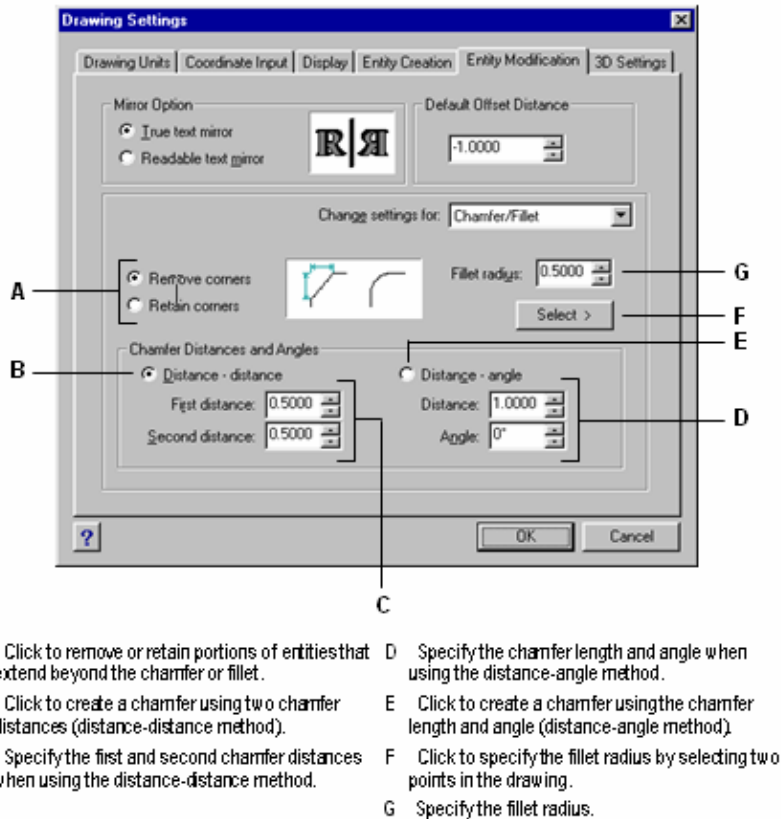 Drawing Settings
Drawing Units Coordinate Input Display Entity Creation Entity Modification 3D Settings
Mirror Option
True text mirror
Readable text mirror
R R
Default Offset Distance
-1.0000
Change settings for: Chamfer/Fillet
A
Remove corners
Retain corners
Fillet radius: 0.5000
G
Select >
F
E
Chamfer Distances and Angles
B
Distance - distance
First distance: 0.5000
Second distance: 0.5000
Distance - angle
Distance: 1.0000
Angle: 0°
D
? OK Cancel
C
Click to remove or retain portions of entities that
extend beyond the chamfer or fillet.
Click to create a chamfer using two chamfer
distances (distance-distance method).
Specify the first and second chamfer distances
when using the distance-distance method.
D Specify the chamfer length and angle when
using the distance-angle method.
E Click to create a chamfer using the chamfer
length and angle (distance-angle method)
F Click to specify the fillet radius by selecting two
points in the drawing.
G Specify the fillet radius.